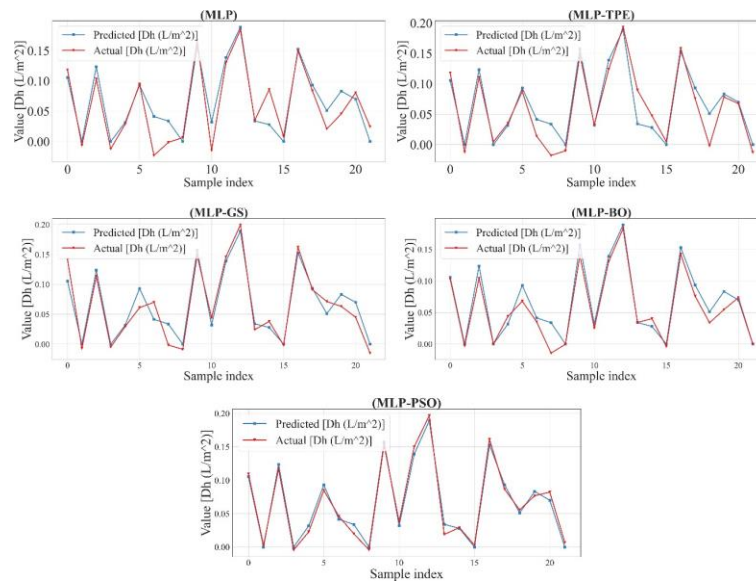 (MLP)
Predicted [Dh (L/m^2)]
Actual [Dh (L/m^2)]
Value [Dh (L/m^2)]
0.15
0.10
0.05
0.00
0
5
10
15
20
Sample index
(MLP-TPE)
Predicted [Dh (L/m^2)]
Actual [Dh (L/m^2)]
Value [Dh (L/m^2)]
0.20
0.15
0.10
0.05
0.00
0
5
10
15
20
Sample index
(MLP-GS)
Predicted [Dh (L/m^2)]
Actual [Dh (L/m^2)]
Value [Dh (L/m^2)]
0.20
0.15
0.10
0.05
0.00
0
5
10
15
20
Sample index
(MLP-BO)
Predicted [Dh (L/m^2)]
Actual [Dh (L/m^2)]
Value [Dh (L/m^2)]
0.15
0.10
0.05
0.00
0
5
10
15
20
Sample index
(MLP-PSO)
Predicted [Dh (L/m^2)]
Actual [Dh (L/m^2)]
Value [Dh (L/m^2)]
0.20
0.15
0.10
0.05
0.00
0
5
10
15
20
Sample index